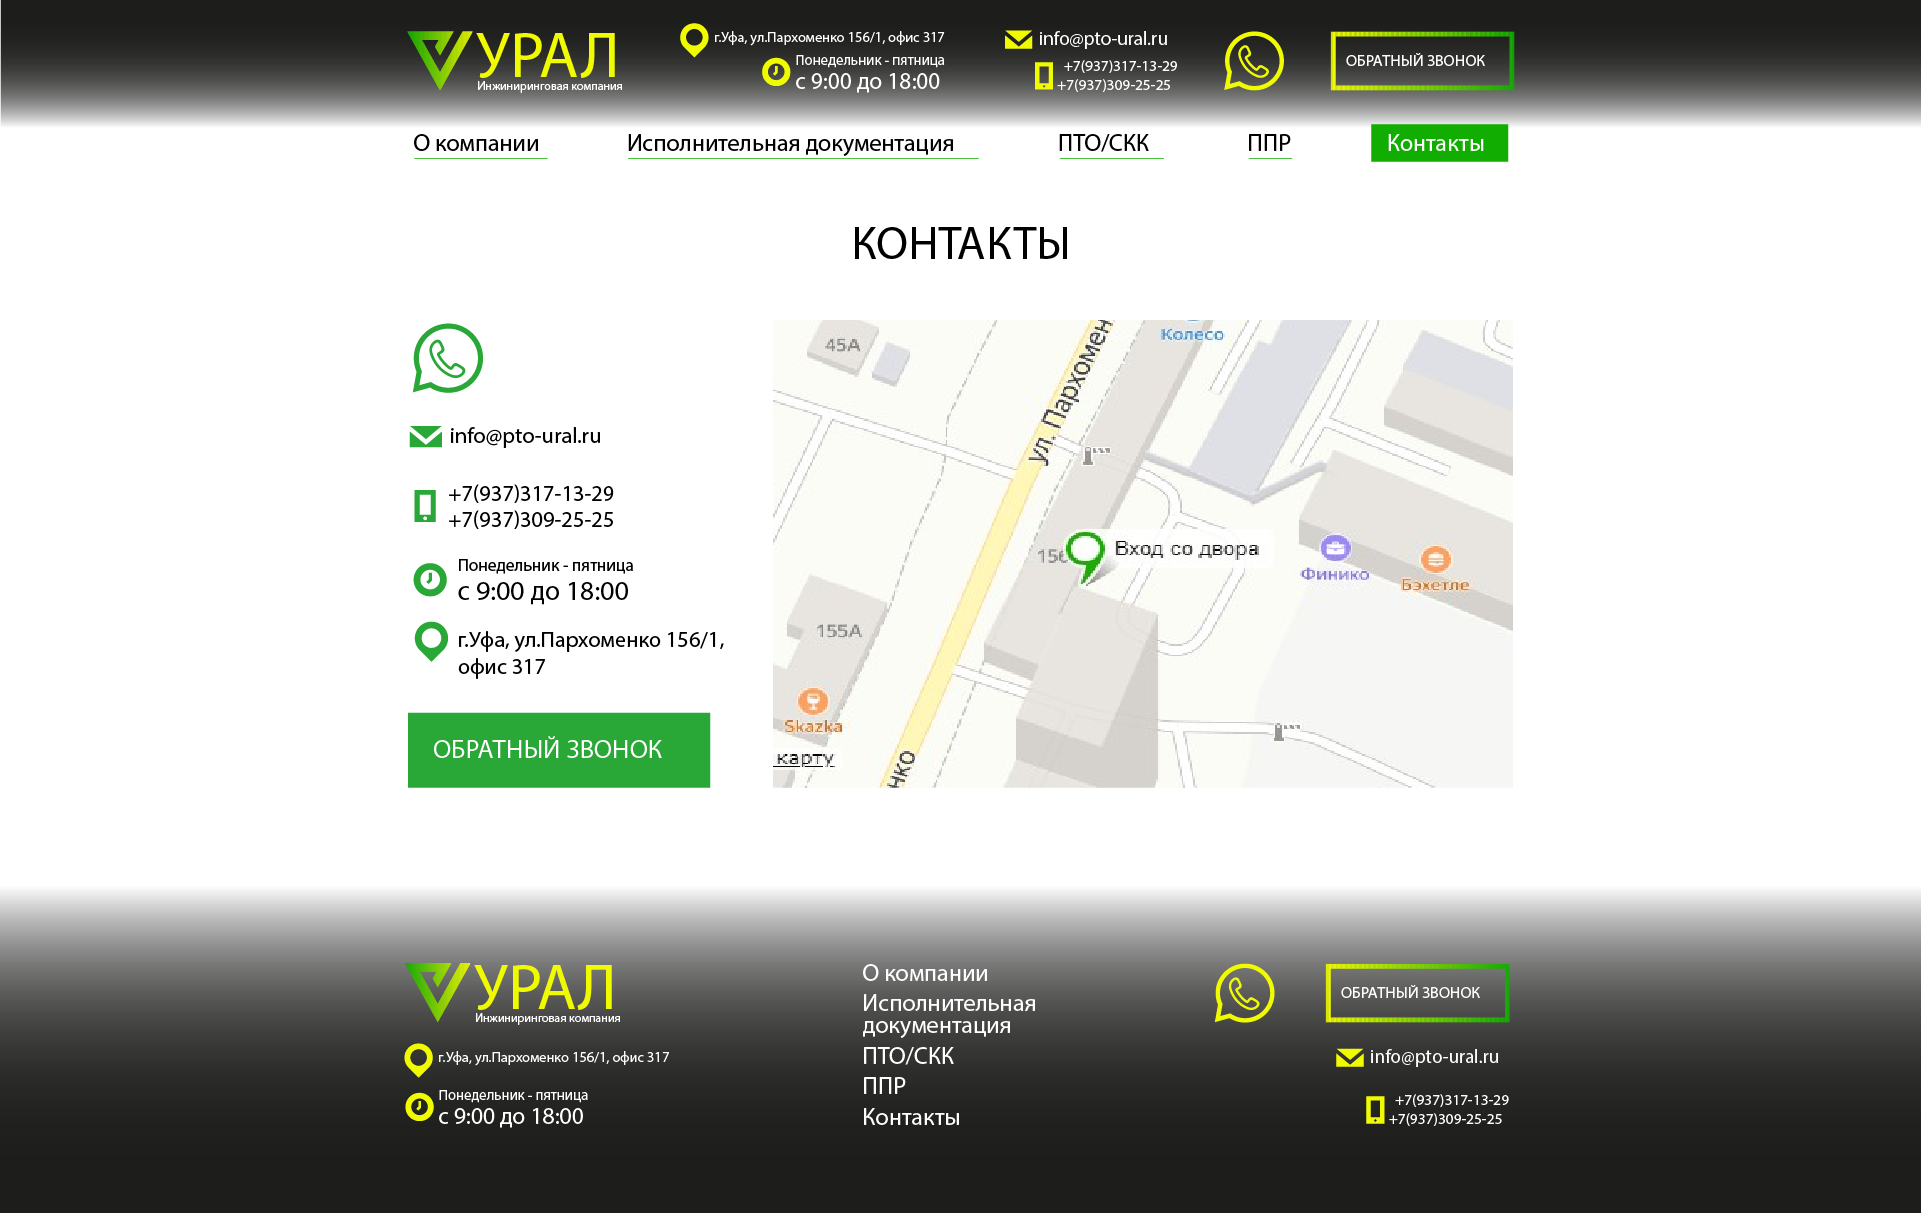 УРАЛ
Инжиниринговая компания
г.Уфа, ул.Пархоменко 156/1, офис 317
Понедельник - пятница
с 9:00 до 18:00
info@pto-ural.ru
+7(937)317-13-29
+7(937)309-25-25
ОБРАТНЫЙ ЗВОНОК
О компании
Исполнительная документация
ПТО/СКК
ППР
Контакты
КОНТАКТЫ
info@pto-ural.ru
+7(937)317-13-29
+7(937)309-25-25
Понедельник - пятница
с 9:00 до 18:00
г.Уфа, ул.Пархоменко 156/1,
офис 317
ОБРАТНЫЙ ЗВОНОК
45А
Колесо
ул. Пархомен
156
Вход со двора
Финико
Бэхетле
155А
Skazka
карту
нко
УРАЛ
Инжиниринговая компания
г.Уфа, ул.Пархоменко 156/1, офис 317
Понедельник - пятница
с 9:00 до 18:00
О компании
Исполнительная
документация
ПТО/СКК
ППР
Контакты
ОБРАТНЫЙ ЗВОНОК
info@pto-ural.ru
+7(937)317-13-29
+7(937)309-25-25